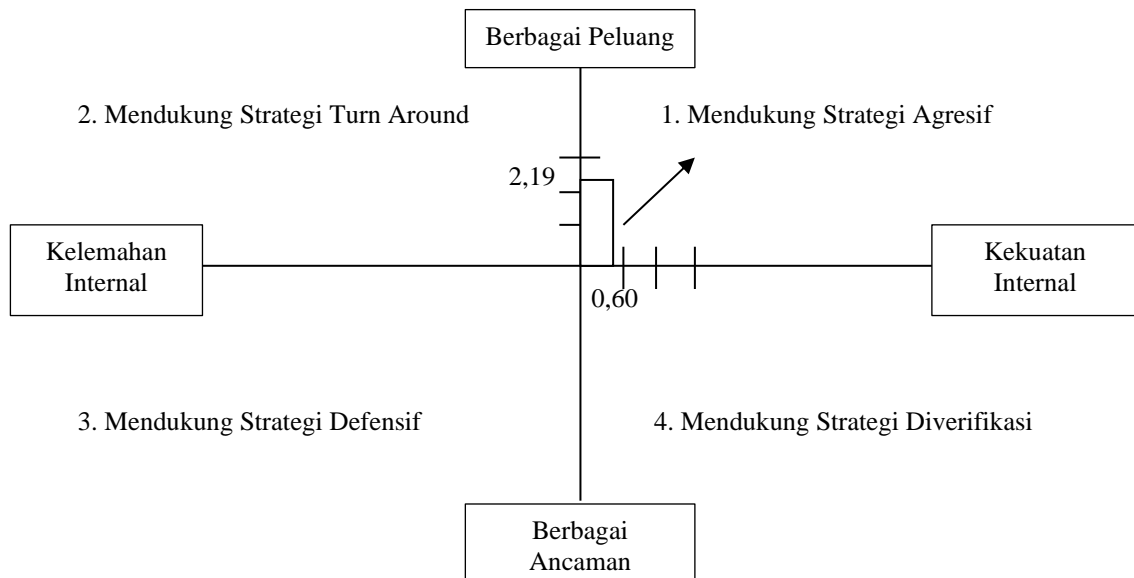 Berbagai Peluang
2. Mendukung Strategi Turn Around
1. Mendukung Strategi Agresif
2,19
Kelemahan
Internal
Kekuatan
Internal
0,60
3. Mendukung Strategi Defensif
4. Mendukung Strategi Diverifikasi
Berbagai
Ancaman